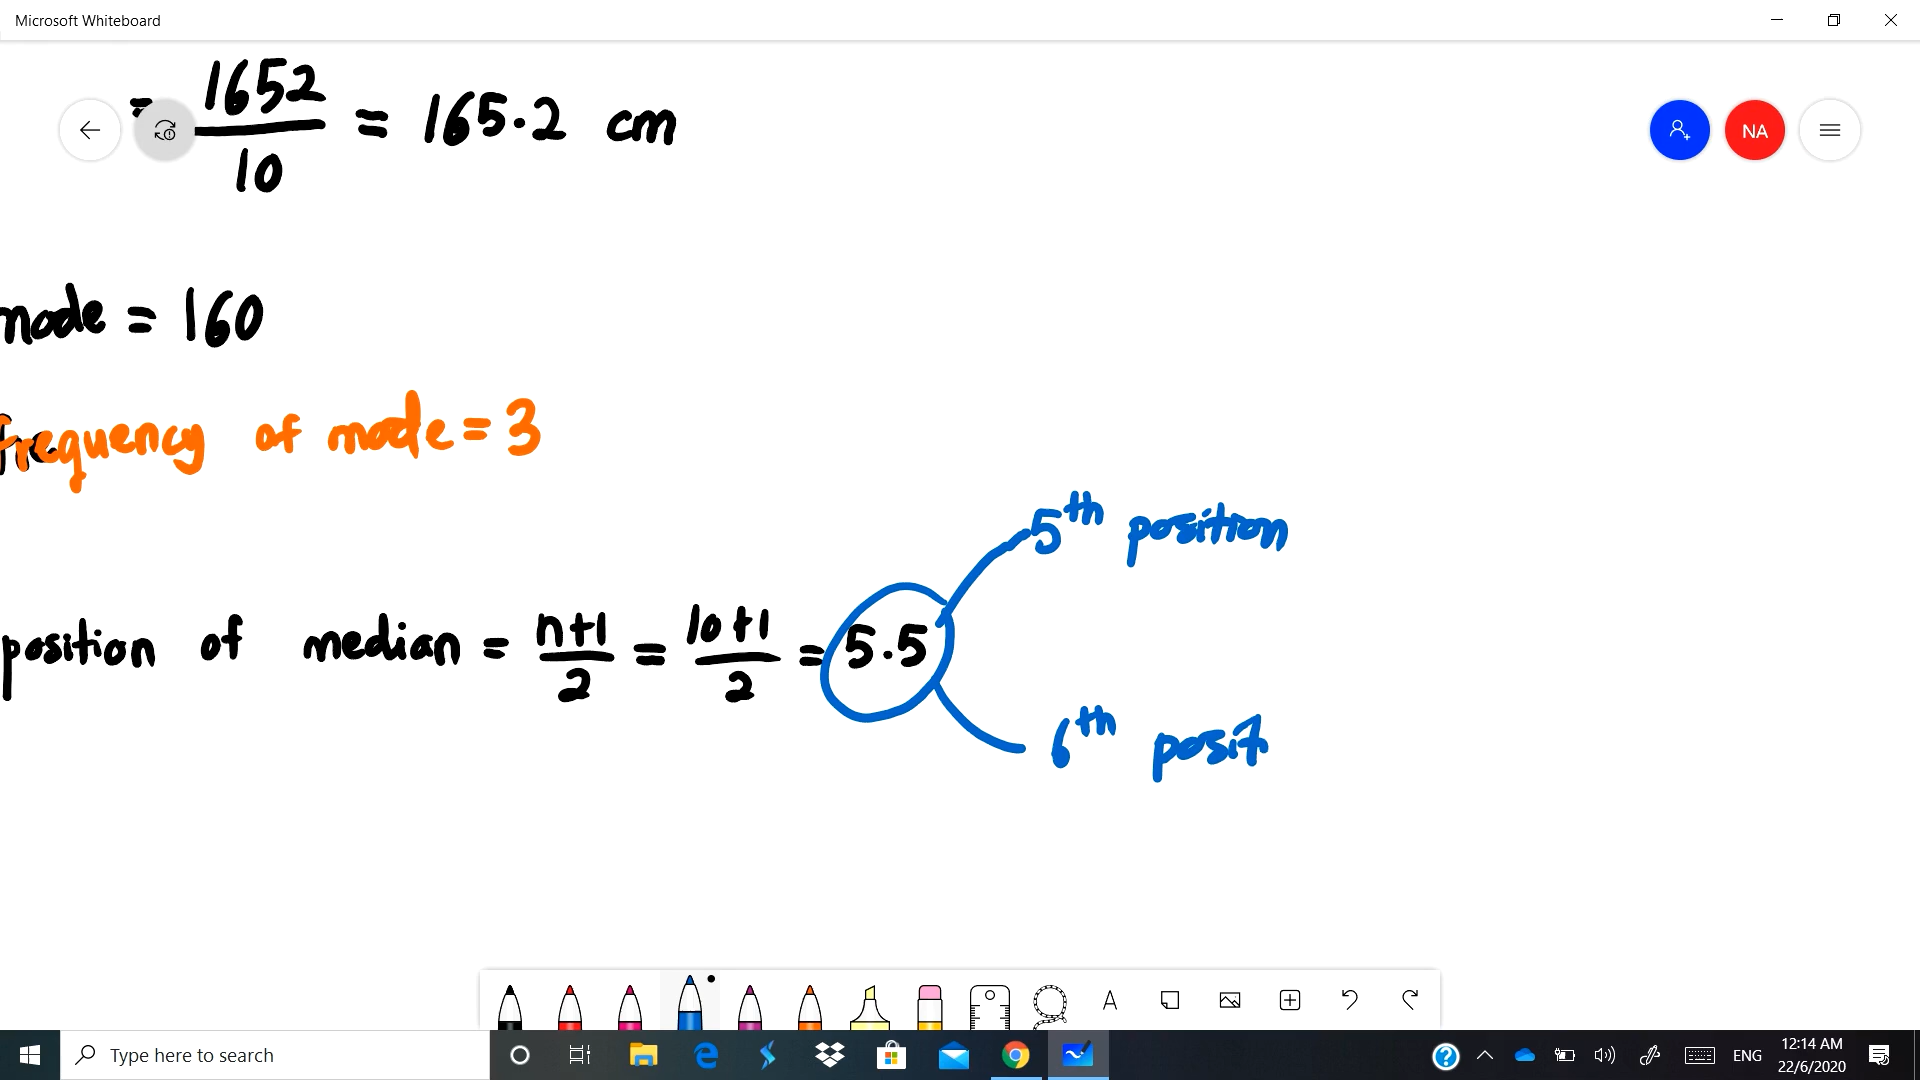 Microsoft Whiteboard
= 1652/10 = 165.2 cm
NA
mode = 160
frequency of mode = 3
5th position
position of median = n+1/2 = 10+1/2 = 5.5
6th posit
A
Type here to search
ENG
12:14 AM
22/6/2020